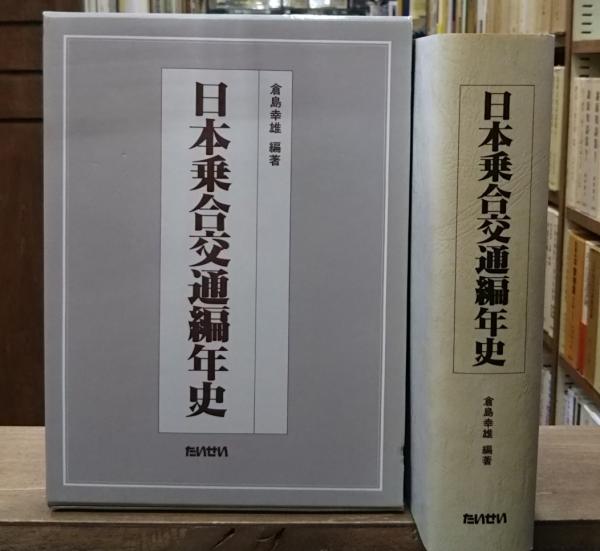 倉島幸雄 編著
日本乗合交通編年史
たいせい
日本乗合交通編年史
倉島幸雄 編著
たいせい